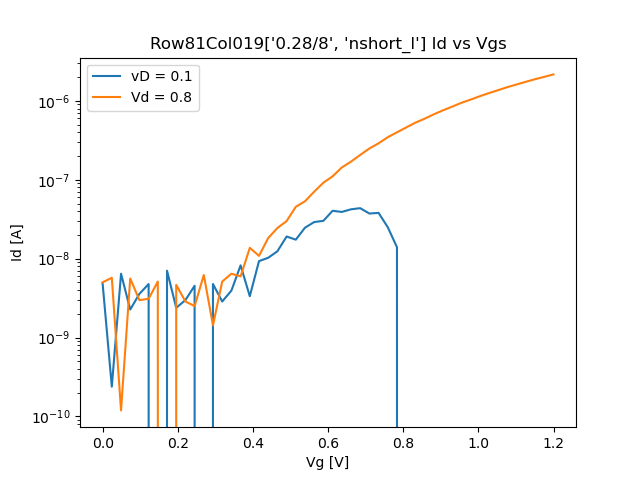 Row81Col019['0.28/8', 'nshort_l'] Id vs Vgs
vD = 0.1
Vd = 0.8
Id [A]
10⁻⁶
10⁻⁷
10⁻⁸
10⁻⁹
10⁻¹⁰
0.0 0.2 0.4 0.6 0.8 1.0 1.2
Vg [V]